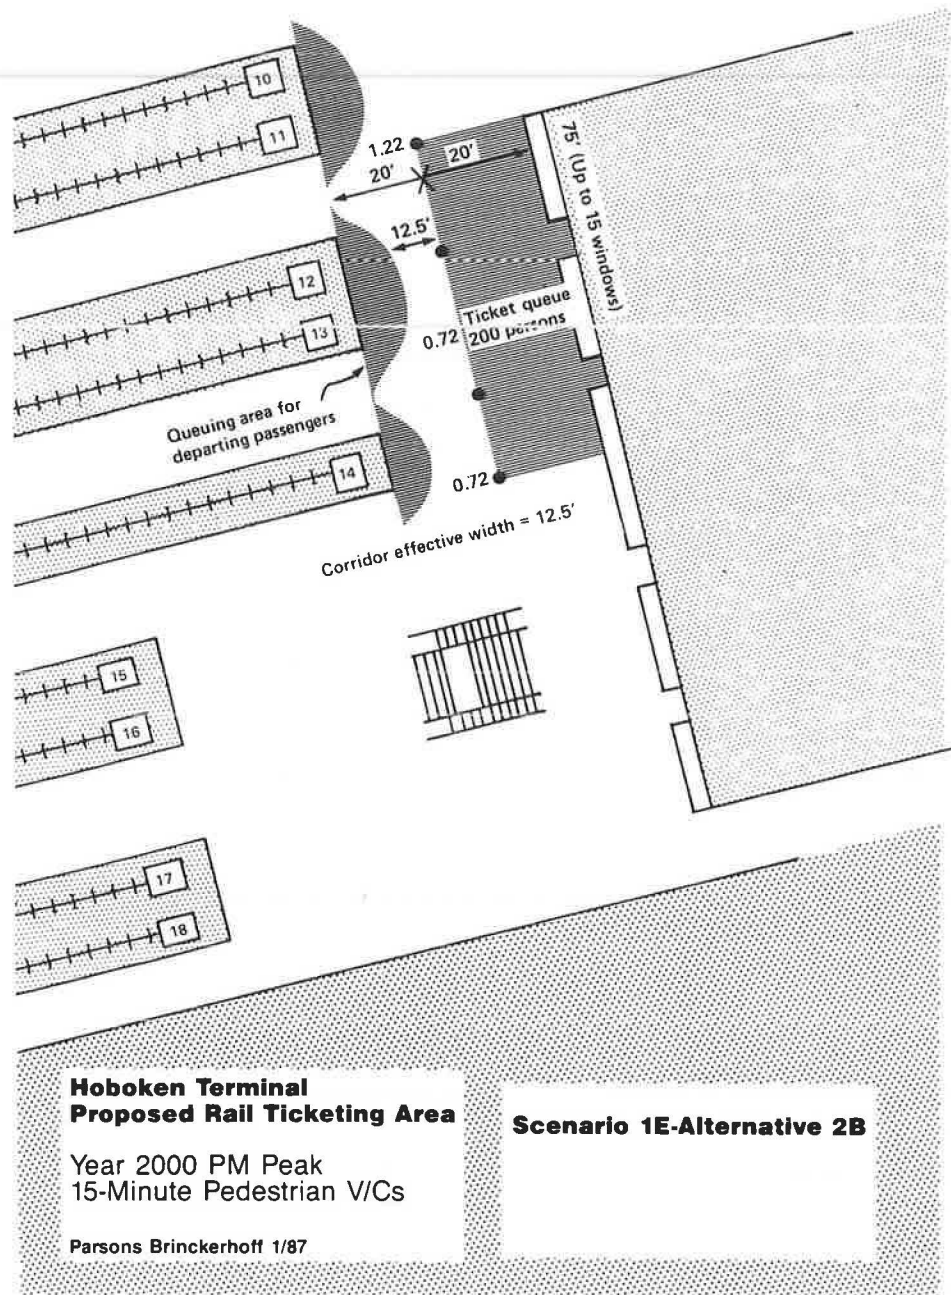 10
11
1.22
20'
20'
75' (Up to 15 windows)
12.5'
12
13
Ticket queue
200 persons
0.72
Queuing area for
departing passengers
14
0.72
Corridor effective width = 12.5'
15
16
17
18
Hoboken Terminal
Proposed Rail Ticketing Area
Year 2000 PM Peak
15-Minute Pedestrian V/Cs
Parsons Brinckerhoff 1/87
Scenario 1E-Alternative 2B